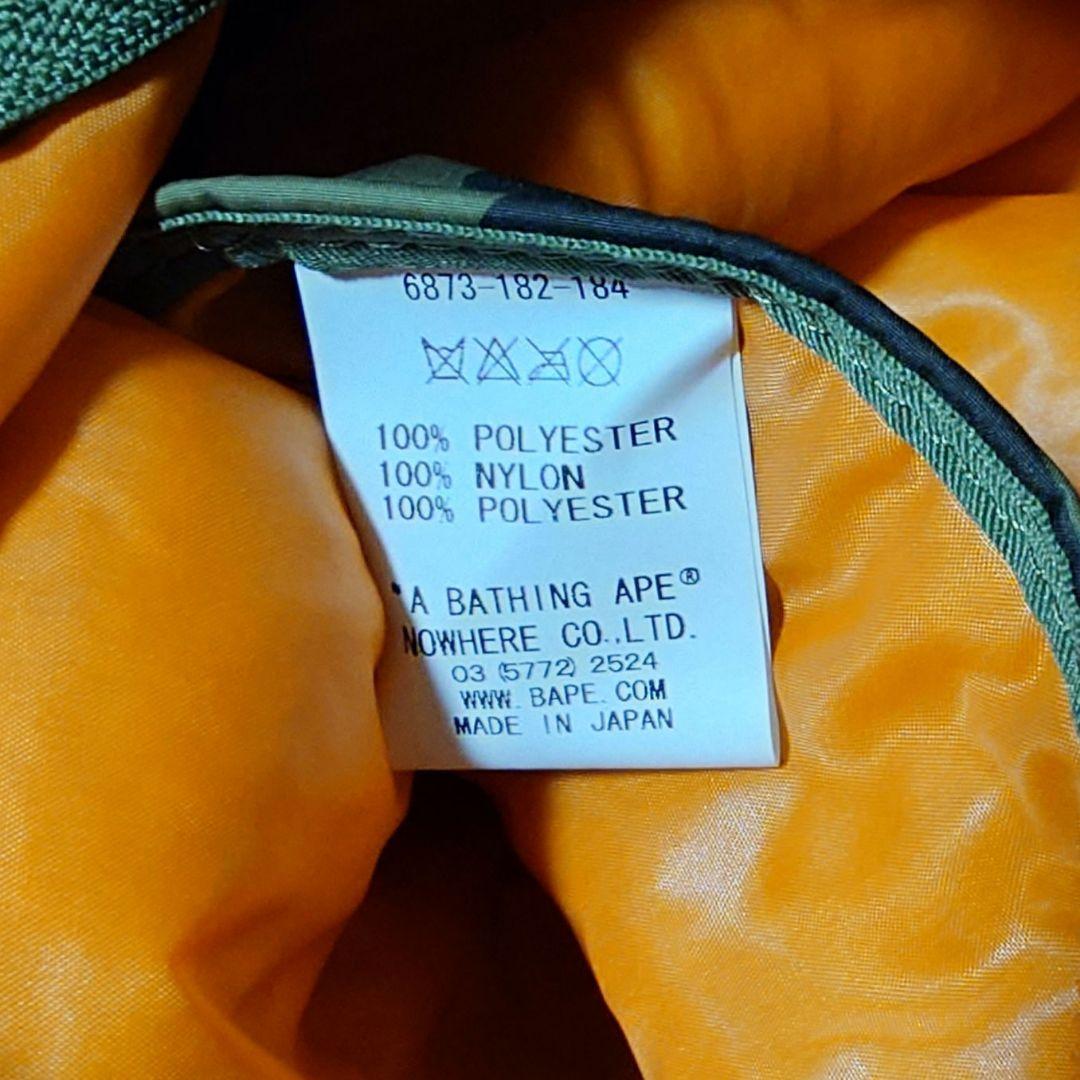 6873-182-184
100% POLYESTER
100% NYLON
100% POLYESTER
"A BATHING APE®
NOWHERE CO.,LTD.
03 (5772) 2524
WWW. BAPE. COM
MADE IN JAPAN